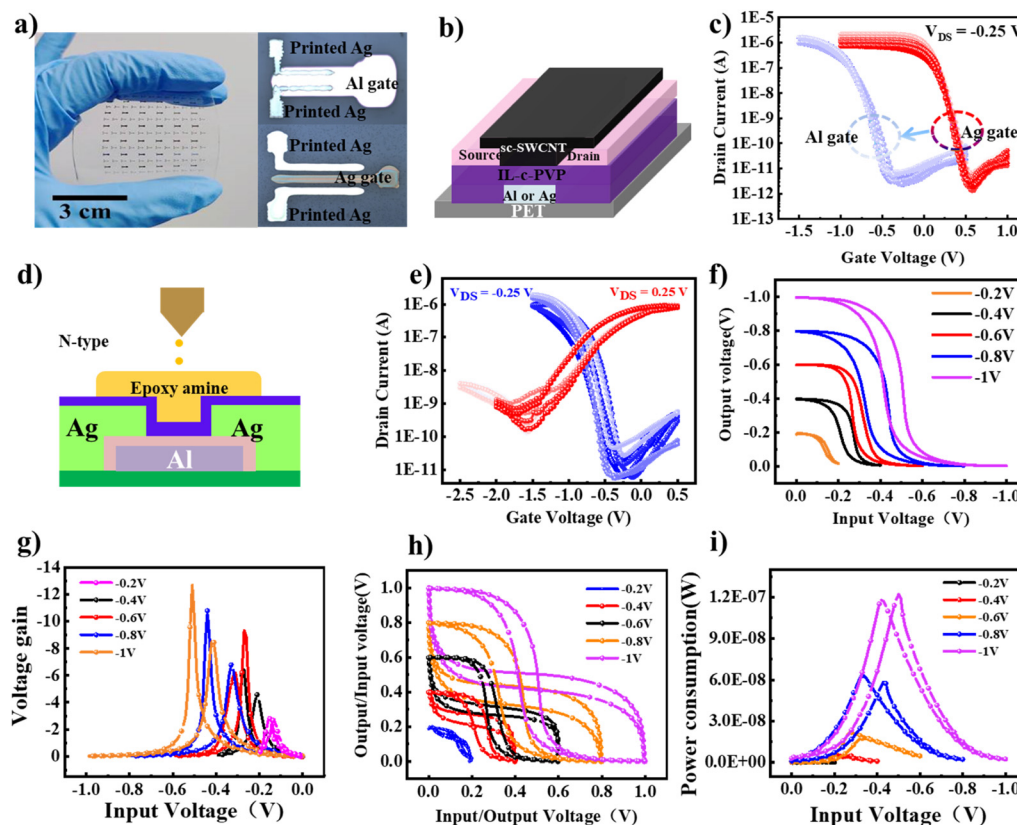 a)
Printed Ag
Al gate
Printed Ag
Printed Ag
Ag gate
Printed Ag
3 cm
b)
sc-SWCNT
Source
Drain
IL-c-PVP
Al or Ag
PET
c)
V_DS = -0.25 V
Al gate
Ag gate
Drain Current (A)
1E-5
1E-6
1E-7
1E-8
1E-9
1E-10
1E-11
1E-12
1E-13
-1.5 -1.0 -0.5 0.0 0.5 1.0
Gate Voltage (V)
d)
N-type
Epoxy amine
Ag
Ag
Al
e)
V_DS = -0.25 V
V_DS = 0.25 V
Drain Current (A)
1E-6
1E-7
1E-8
1E-9
1E-10
1E-11
-2.5 -2.0 -1.5 -1.0 -0.5 0.0 0.5
Gate Voltage (V)
f)
Output voltage(V)
-1.0
-0.8
-0.6
-0.4
-0.2
0.0
-0.2V
-0.4V
-0.6V
-0.8V
-1V
0.0 -0.2 -0.4 -0.6 -0.8 -1.0
Input Voltage (V)
g)
Voltage gain
-14
-12
-10
-8
-6
-4
-2
0
-0.2V
-0.4V
-0.6V
-0.8V
-1V
-1.0 -0.8 -0.6 -0.4 -0.2 0.0
Input Voltage (V)
h)
Output/Input voltage(V)
1.0
0.8
0.6
0.4
0.2
0.0
-0.2V
-0.4V
-0.6V
-0.8V
-1V
0.0 0.2 0.4 0.6 0.8 1.0
Input/Output Voltage (V)
i)
Power consumption(W)
1.2E-07
9.0E-08
6.0E-08
3.0E-08
0.0E+00
-0.2V
-0.4V
-0.6V
-0.8V
-1V
0.0 -0.2 -0.4 -0.6 -0.8 -1.0
Input Voltage (V)